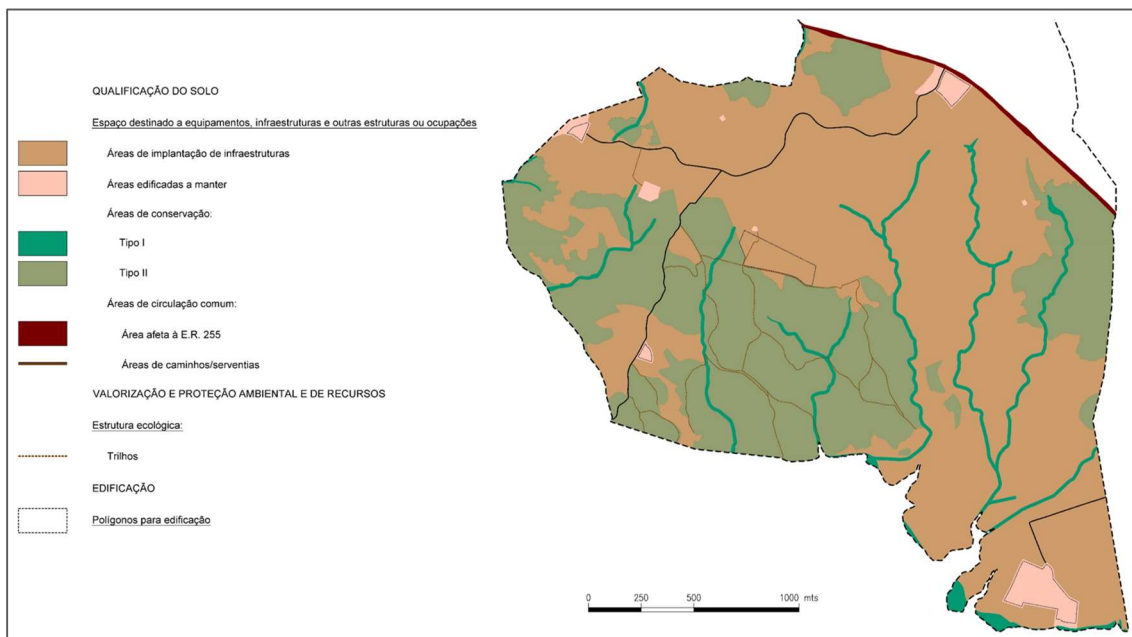 QUALIFICAÇÃO DO SOLO
Espaço destinado a equipamentos, infraestruturas e outras estruturas ou ocupações
Áreas de implantação de infraestruturas
Áreas edificadas a manter
Áreas de conservação:
Tipo I
Tipo II
Áreas de circulação comum:
Área afeta à E.R. 255
Áreas de caminhos/serventias
VALORIZAÇÃO E PROTEÇÃO AMBIENTAL E DE RECURSOS
Estrutura ecológica:
Trilhos
EDIFICAÇÃO
Polígonos para edificação
0 250 500 1000 mts